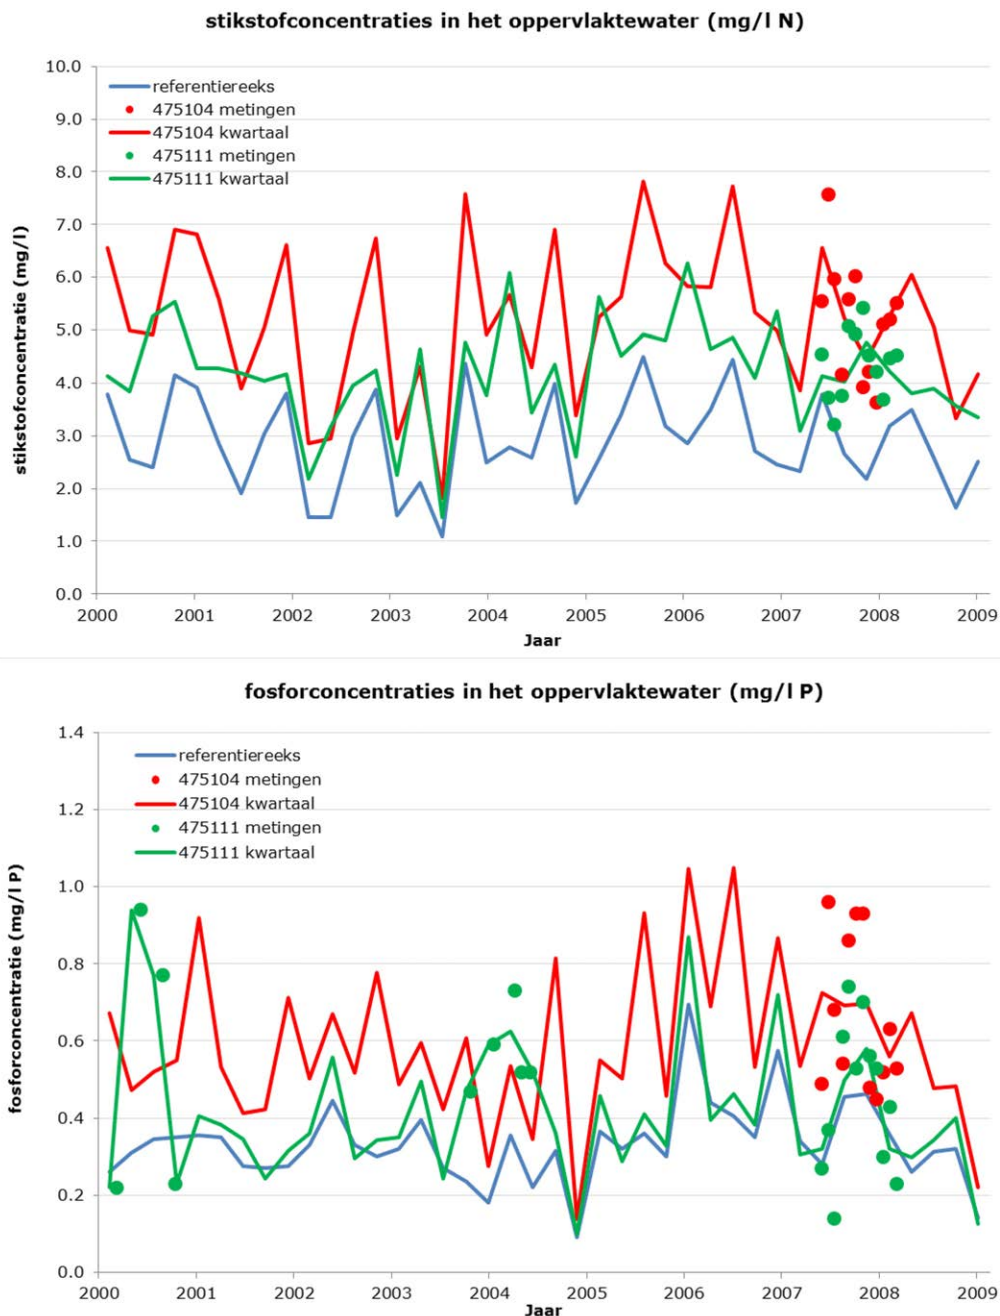 stikstofconcentraties in het oppervlaktewater (mg/l N)
10.0
9.0
8.0
7.0
6.0
5.0
4.0
3.0
2.0
1.0
0.0
stikstofconcentratie (mg/l)
referentiereeks
475104 metingen
475104 kwartaal
475111 metingen
475111 kwartaal
2000 2001 2002 2003 2004 2005 2006 2007 2008 2009
Jaar
fosforconcentraties in het oppervlaktewater (mg/l P)
1.4
1.2
1.0
0.8
0.6
0.4
0.2
0.0
fosforconcentratie (mg/l P)
referentiereeks
475104 metingen
475104 kwartaal
475111 metingen
475111 kwartaal
2000 2001 2002 2003 2004 2005 2006 2007 2008 2009
Jaar